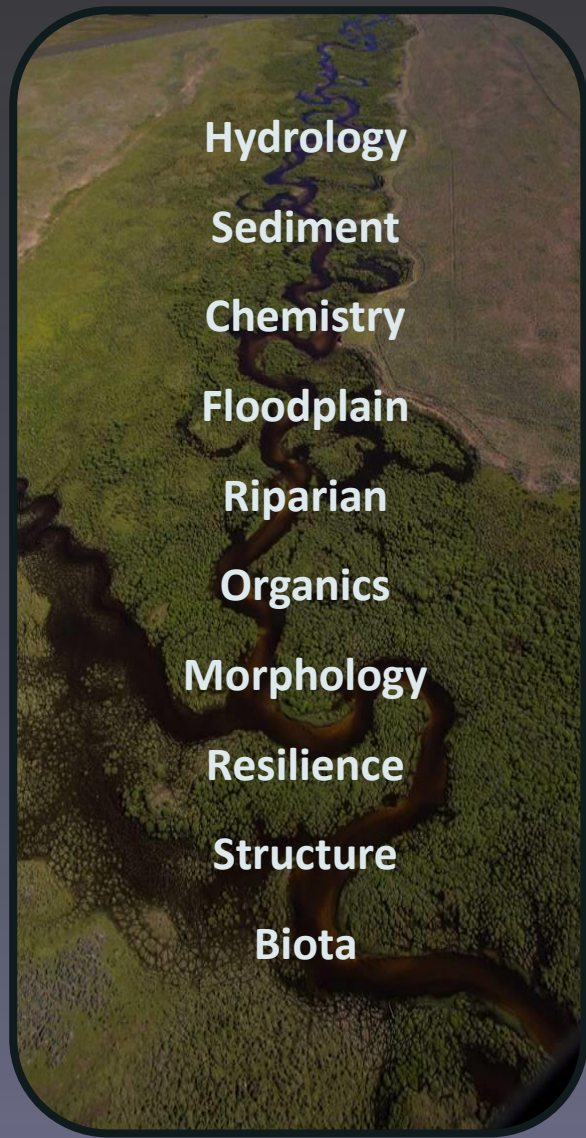 Hydrology
Sediment
Chemistry
Floodplain
Riparian
Organics
Morphology
Resilience
Structure
Biota